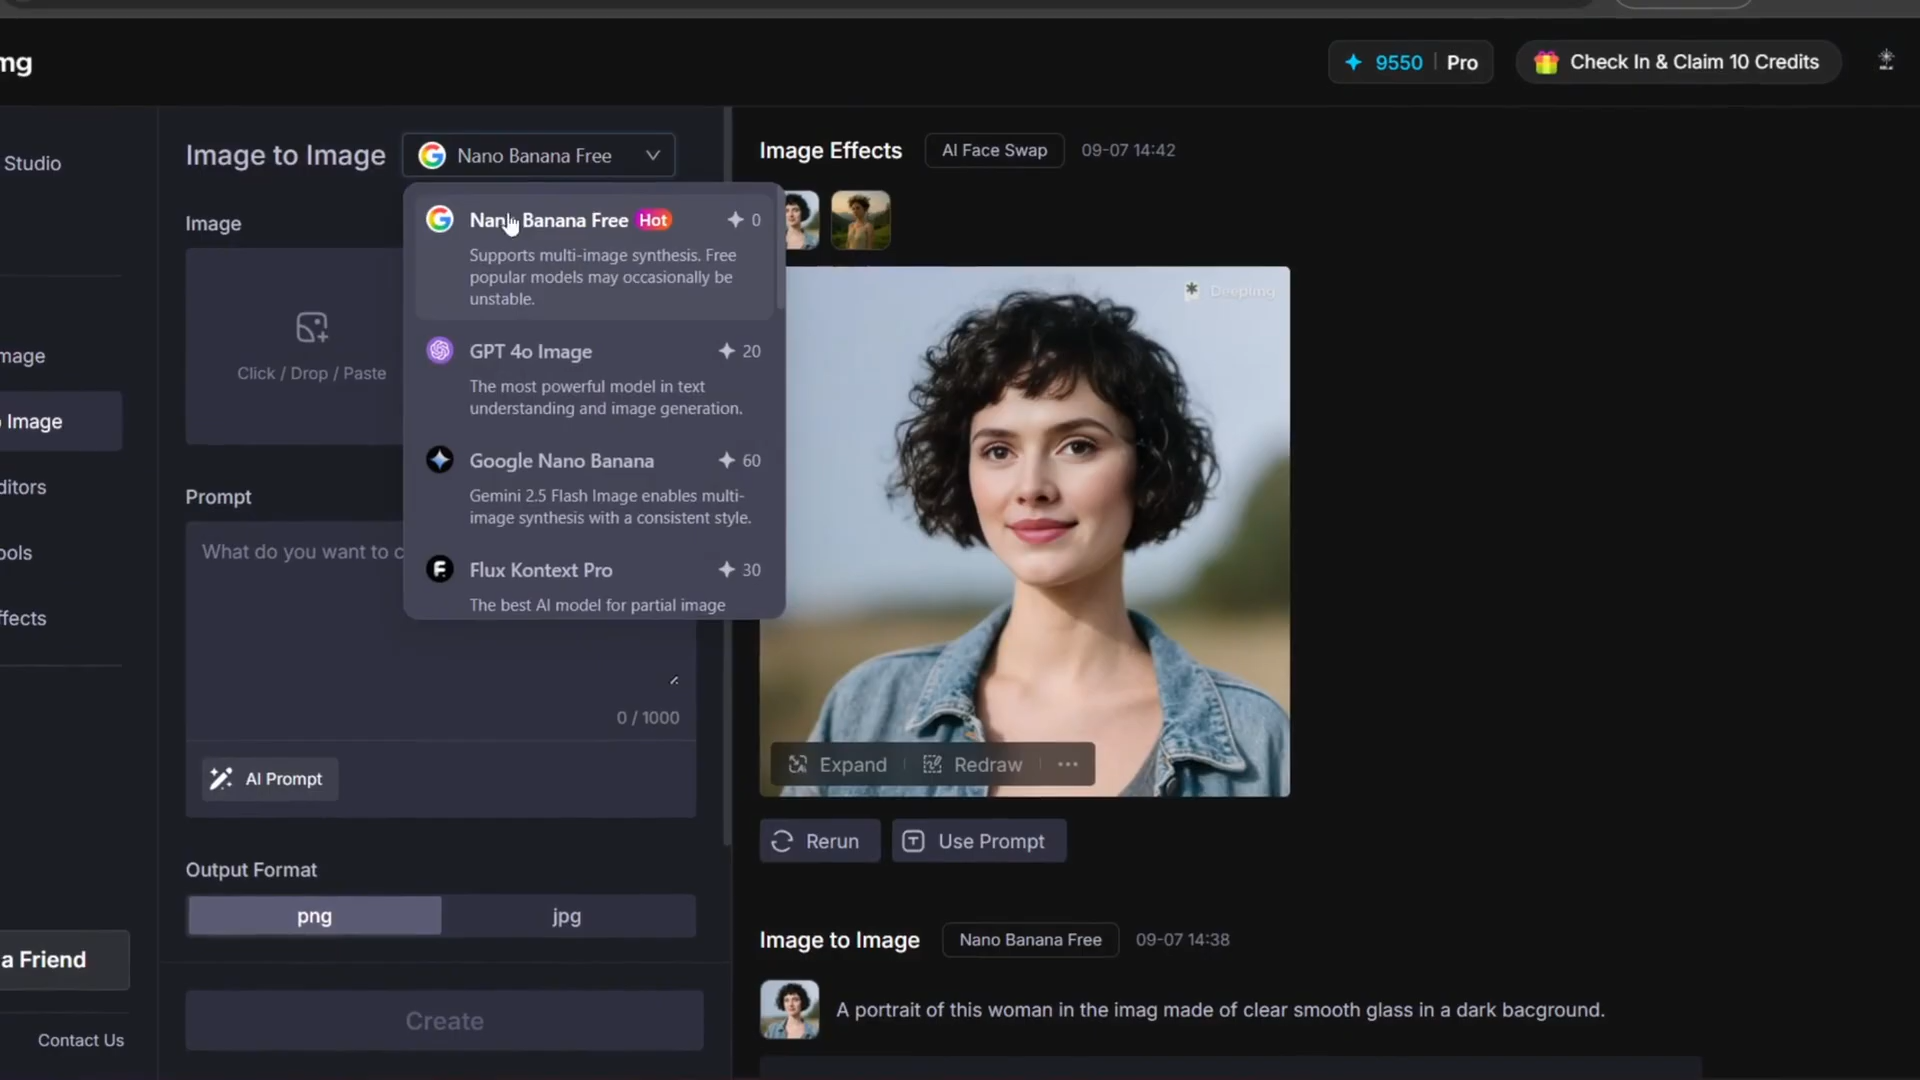 mg
9550
Pro
Check In & Claim 10 Credits
Studio
mage
o Image
ditors
ools
ffects
a Friend
Contact Us
Image to Image
Nano Banana Free
Image
Click / Drop / Paste
Nano Banana Free Hot 0
Supports multi-image synthesis. Free
popular models may occasionally be
unstable.
GPT 4o Image 20
The most powerful model in text
understanding and image generation.
Google Nano Banana 60
Gemini 2.5 Flash Image enables multi-
image synthesis with a consistent style.
Flux Kontext Pro 30
The best AI model for partial image
Prompt
What do you want to c
0 / 1000
AI Prompt
Output Format
png
jpg
Create
Image Effects
AI Face Swap
09-07 14:42
DeepImg
Expand
Redraw
Rerun
Use Prompt
Image to Image
Nano Banana Free
09-07 14:38
A portrait of this woman in the imag made of clear smooth glass in a dark bacground.